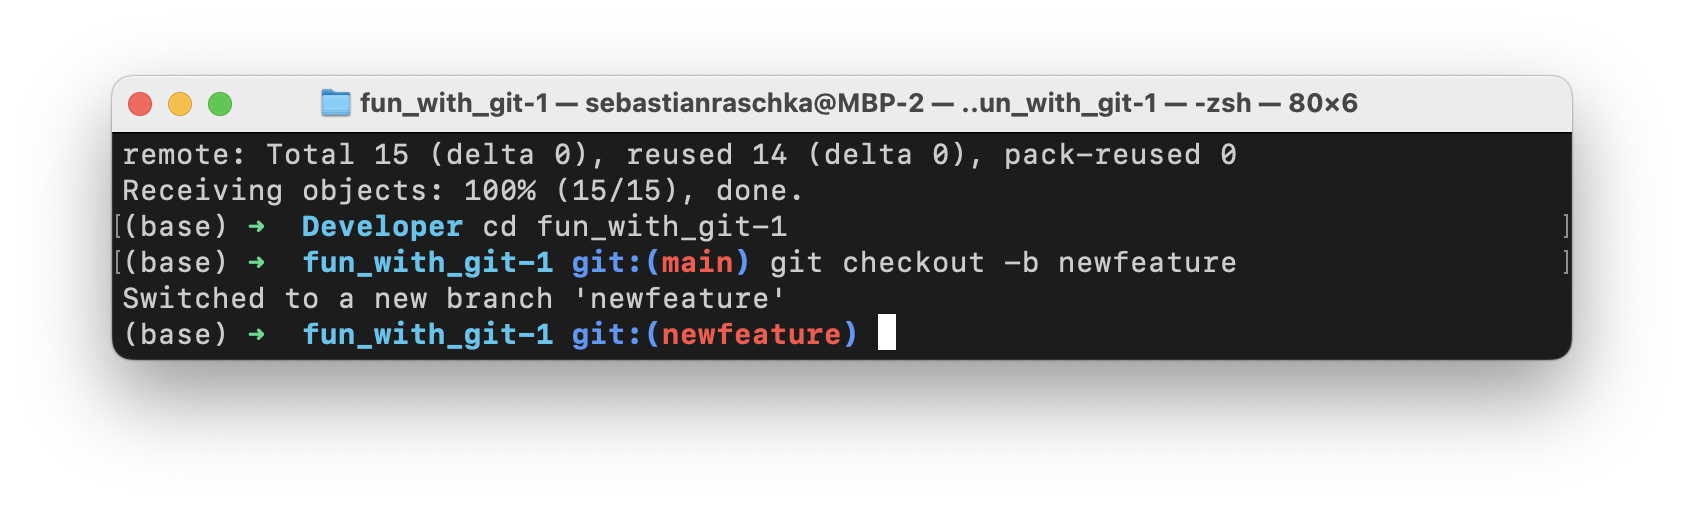 fun_with_git-1 — sebastianraschka@MBP-2 — ..un_with_git-1 — -zsh — 80×6
remote: Total 15 (delta 0), reused 14 (delta 0), pack-reused 0
Receiving objects: 100% (15/15), done.
[(base) ➜  Developer cd fun_with_git-1 ]
[(base) ➜  fun_with_git-1 git:(main) git checkout -b newfeature ]
Switched to a new branch 'newfeature'
(base) ➜  fun_with_git-1 git:(newfeature)